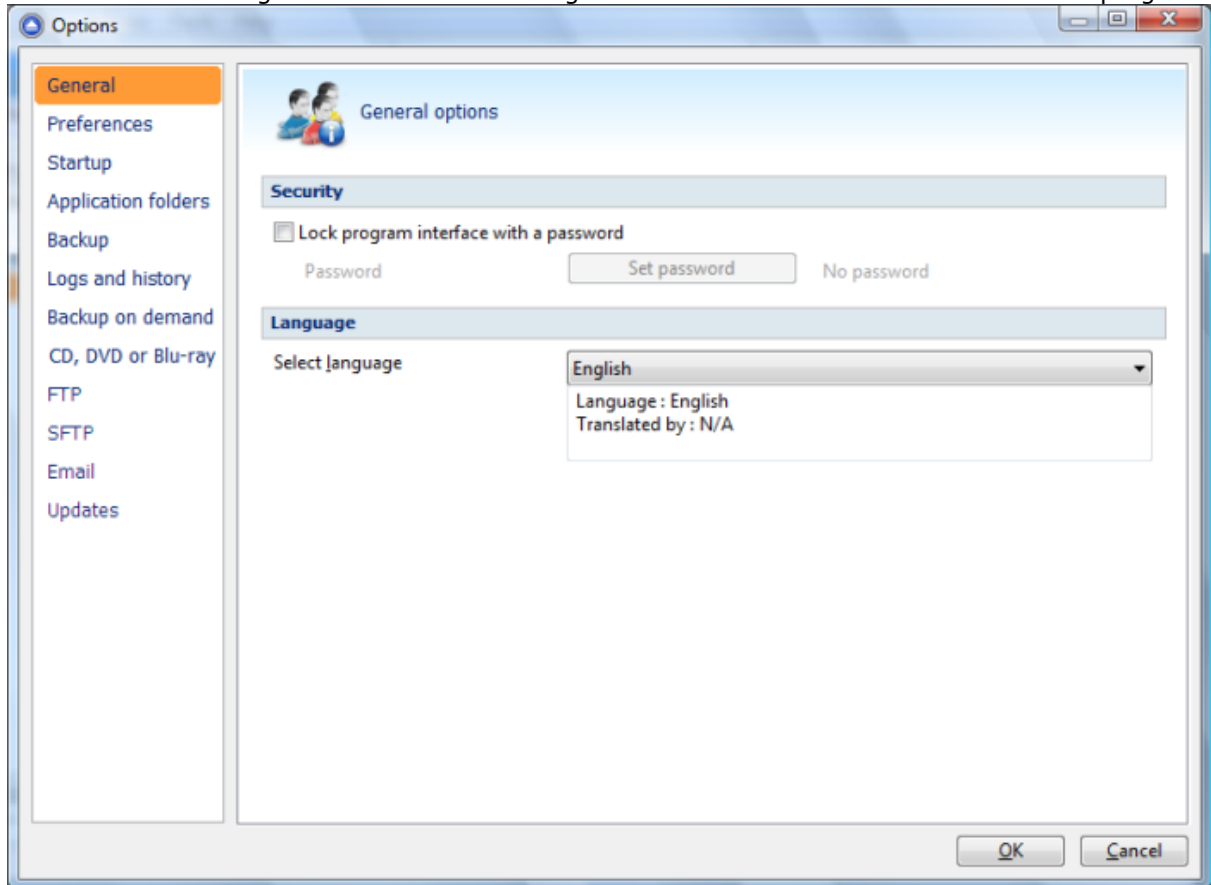 Options
General
Preferences
Startup
Application folders
Backup
Logs and history
Backup on demand
CD, DVD or Blu-ray
FTP
SFTP
Email
Updates
General options
Security
Lock program interface with a password
Password Set password No password
Language
Select language English
Language : English
Translated by : N/A
OK Cancel